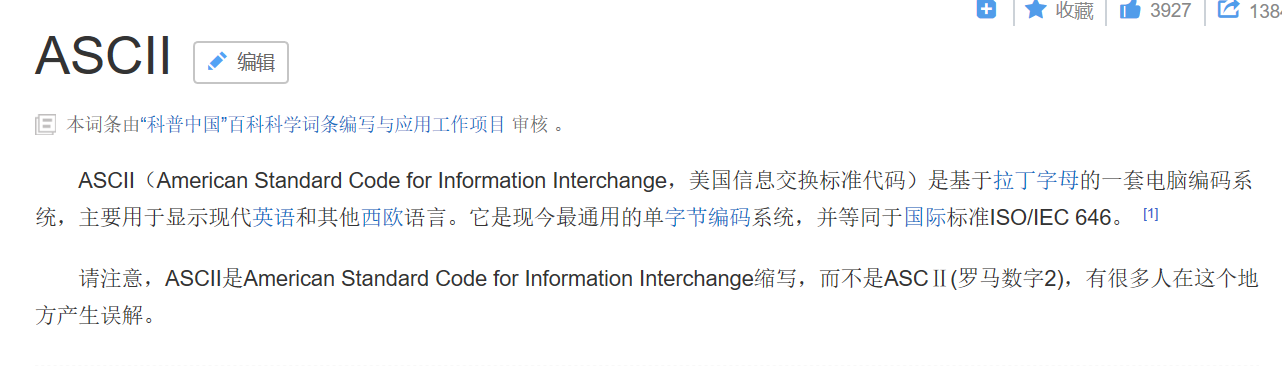 收藏 3927 1384
ASCII 编辑
本词条由“科普中国”百科科学词条编写与应用工作项目 审核 。
ASCII（American Standard Code for Information Interchange，美国信息交换标准代码）是基于拉丁字母的一套电脑编码系
统，主要用于显示现代英语和其他西欧语言。它是现今最通用的单字节编码系统，并等同于国际标准ISO/IEC 646。 [1]
请注意，ASCII是American Standard Code for Information Interchange缩写，而不是ASCⅡ(罗马数字2)，有很多人在这个地
方产生误解。